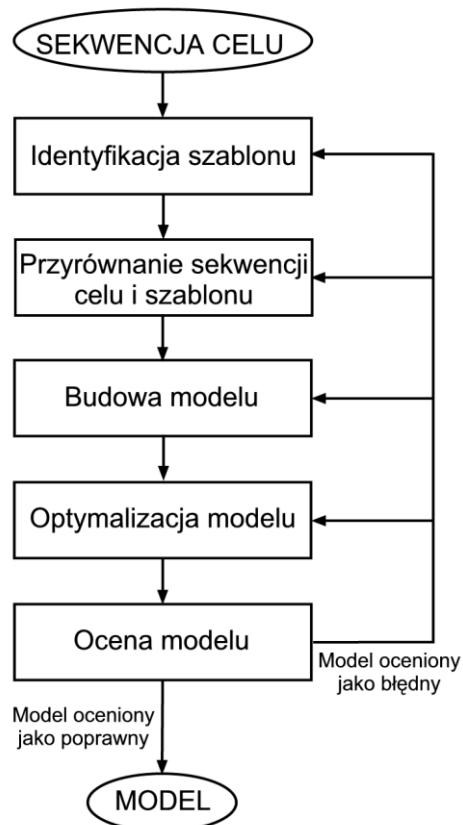 SEKWENCJA CELU
Identyfikacja szablonu
Przyrównanie sekwencji
celu i szablonu
Budowa modelu
Optymalizacja modelu
Ocena modelu
Model oceniony
jako błędny
Model oceniony
jako poprawny
MODEL